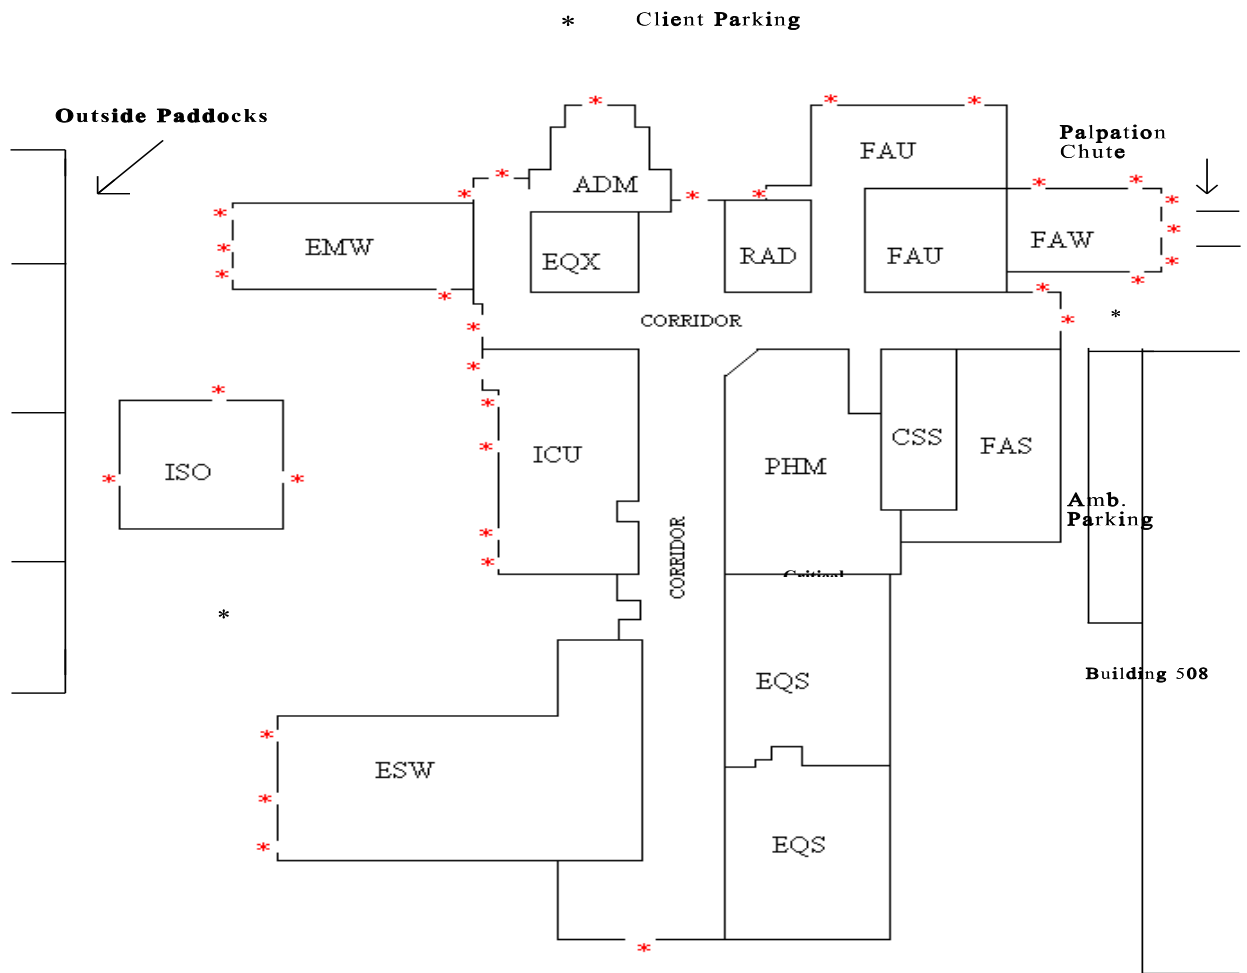 * Client Parking
Outside Paddocks
Palpation
Chute
FAU
ADM
EMW
EQX
RAD
FAU
FAW
CORRIDOR
*
ISO
ICU
PHM
CSS
FAS
Amb.
Parking
CORRIDOR
Critical
*
EQS
Building 508
ESW
EQS